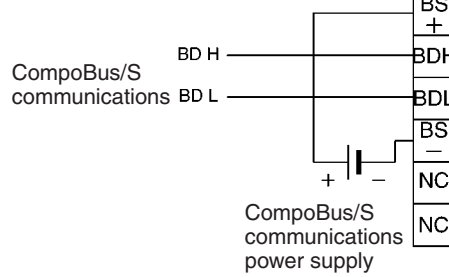 BS
+
BD H
BDH
CompoBus/S
communications
BD L
BDL
BS
−
+ −
NC
CompoBus/S
communications
power supply
NC